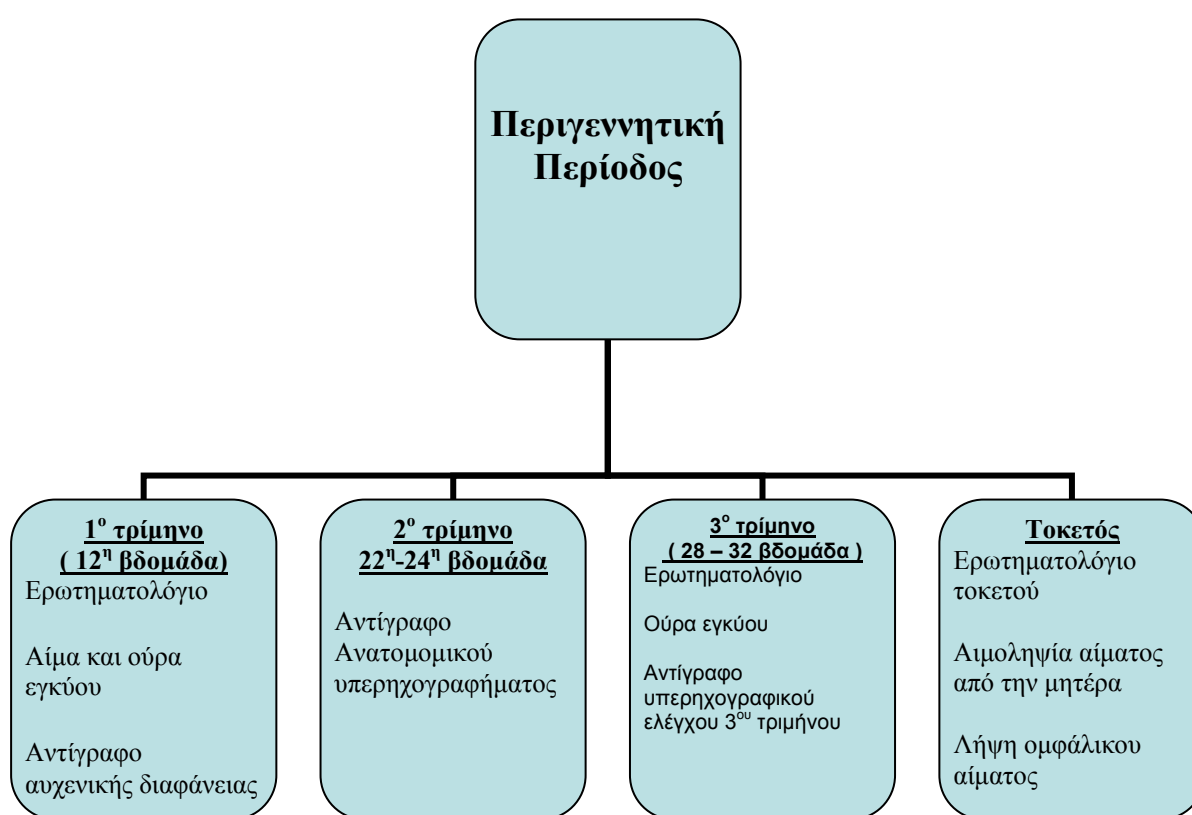 Περιγεννητική
Περίοδος
1ο τρίμηνο
( 12η βδομάδα)
Ερωτηματολόγιο
Αίμα και ούρα
εγκύου
Αντίγραφο
αυχενικής διαφάνειας
2ο τρίμηνο
22η-24η βδομάδα
Αντίγραφο
Ανατομομικού
υπερηχογραφήματος
3ο τρίμηνο
( 28 – 32 βδομάδα )
Ερωτηματολόγιο
Ούρα εγκύου
Αντίγραφο
υπερηχογραφικού
ελέγχου 3ου τριμήνου
Τοκετός
Ερωτηματολόγιο
τοκετού
Αιμοληψία αίματος
από την μητέρα
Λήψη ομφάλικου
αίματος